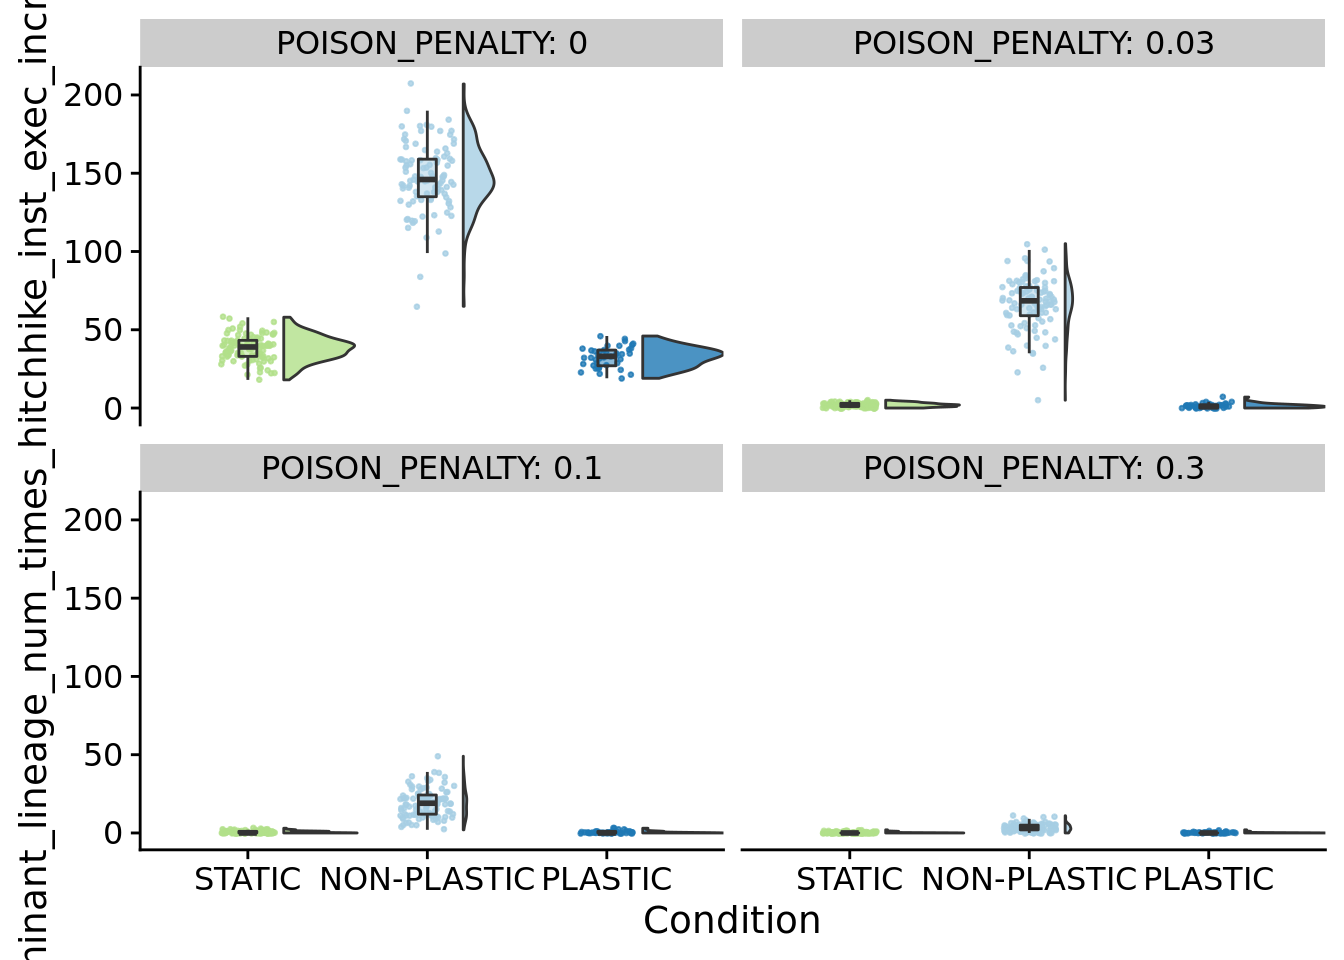 POISON_PENALTY: 0
POISON_PENALTY: 0.03
200
150
100
50
0
POISON_PENALTY: 0.1
POISON_PENALTY: 0.3
200
150
100
50
0
STATIC NON-PLASTIC PLASTIC
STATIC NON-PLASTIC PLASTIC
Condition
minant_lineage_num_times_hitchhike_inst_exec_incr